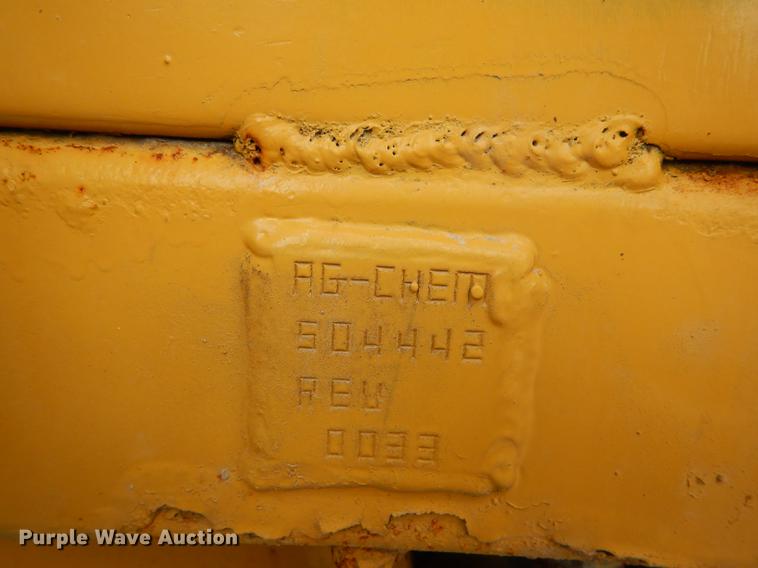 AG-CHEM
504442
REV
0033
Purple Wave Auction